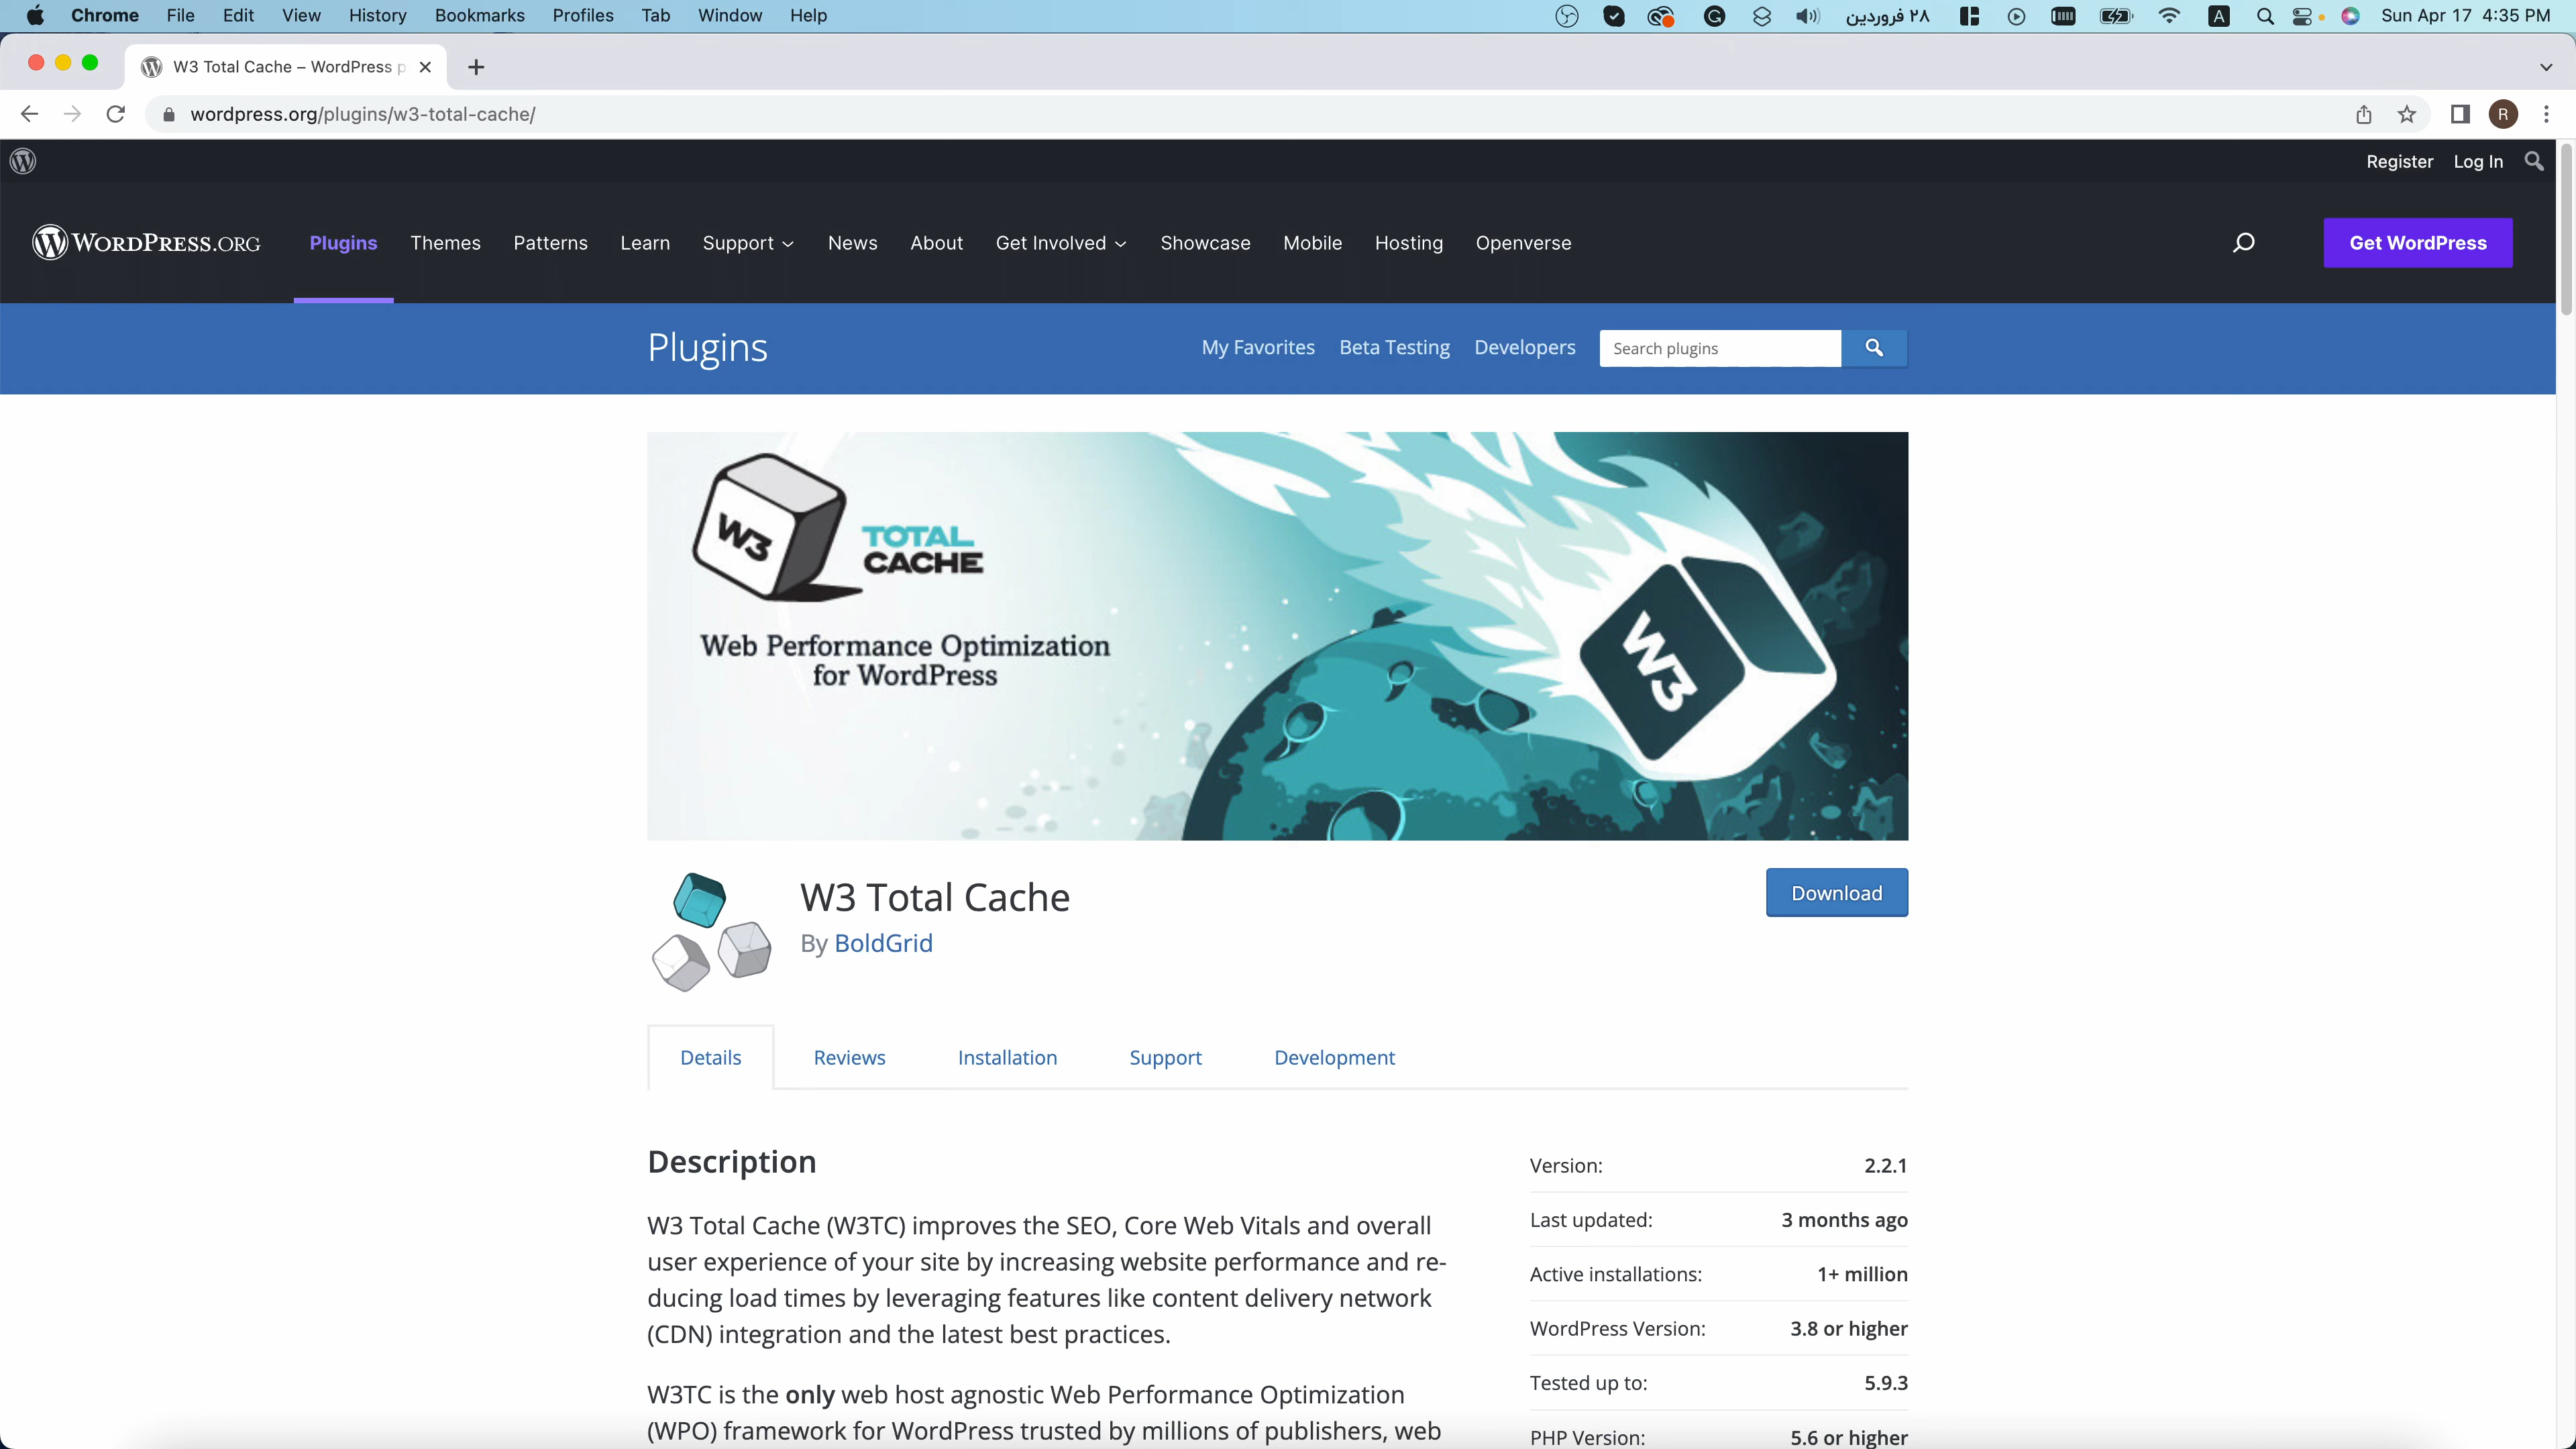 Chrome File Edit View History Bookmarks Profiles Tab Window Help ۲۸ فروردین A Sun Apr 17 4:35 PM
W3 Total Cache – WordPress p
wordpress.org/plugins/w3-total-cache/ R
Register Log In
WORDPRESS.ORG Plugins Themes Patterns Learn Support News About Get Involved Showcase Mobile Hosting Openverse Get WordPress
Plugins My Favorites Beta Testing Developers Search plugins
W3
TOTAL
CACHE
Web Performance Optimization
for WordPress
W3
W3 Total Cache
By BoldGrid
Download
Details Reviews Installation Support Development
Description
W3 Total Cache (W3TC) improves the SEO, Core Web Vitals and overall
user experience of your site by increasing website performance and re-
ducing load times by leveraging features like content delivery network
(CDN) integration and the latest best practices.
W3TC is the only web host agnostic Web Performance Optimization
(WPO) framework for WordPress trusted by millions of publishers, web
Version: 2.2.1
Last updated: 3 months ago
Active installations: 1+ million
WordPress Version: 3.8 or higher
Tested up to: 5.9.3
PHP Version: 5.6 or higher